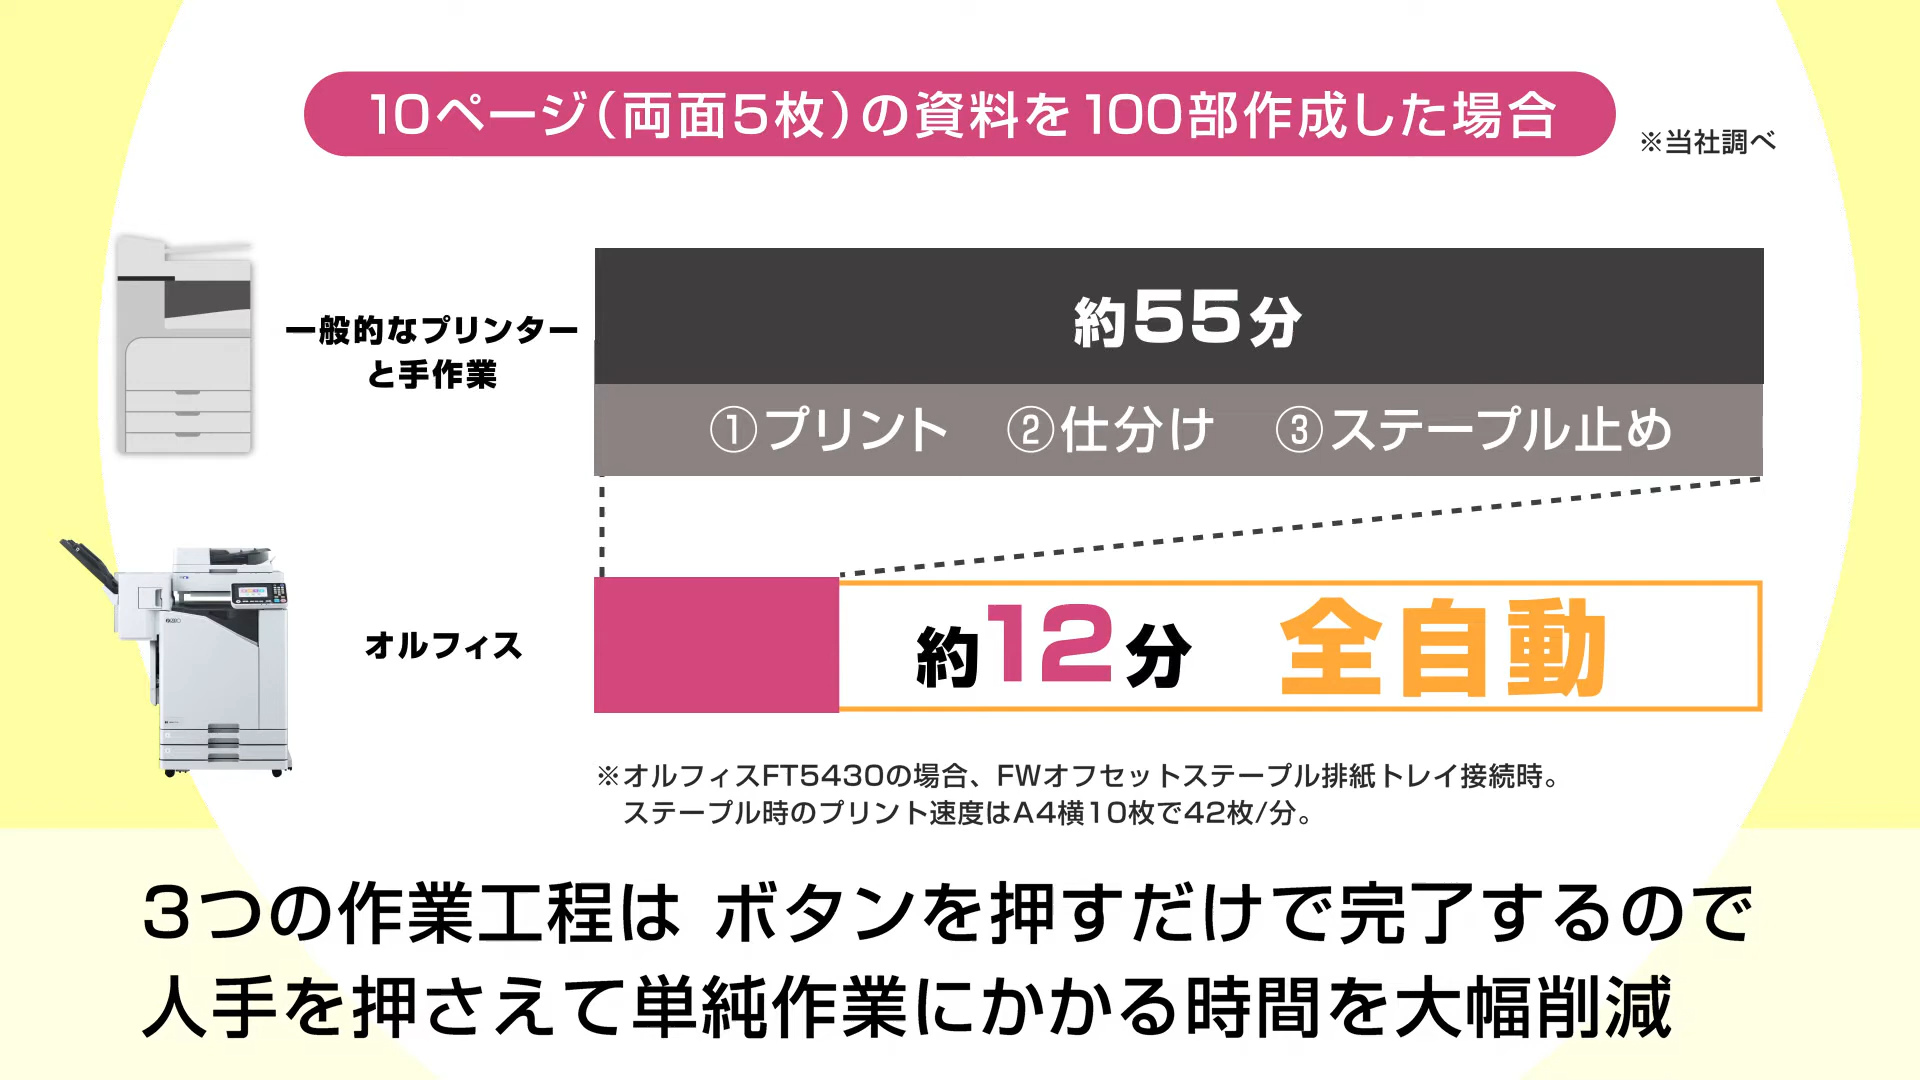 10ページ（両面5枚）の資料を100部作成した場合
※当社調べ
一般的なプリンター
と手作業
約55分
①プリント ②仕分け ③ステープル止め
オルフィス
約12分 全自動
※オルフィスFT5430の場合、FWオフセットステープル排紙トレイ接続時。
ステープル時のプリント速度はA4横10枚で42枚/分。
3つの作業工程は ボタンを押すだけで完了するので
人手を押さえて単純作業にかかる時間を大幅削減